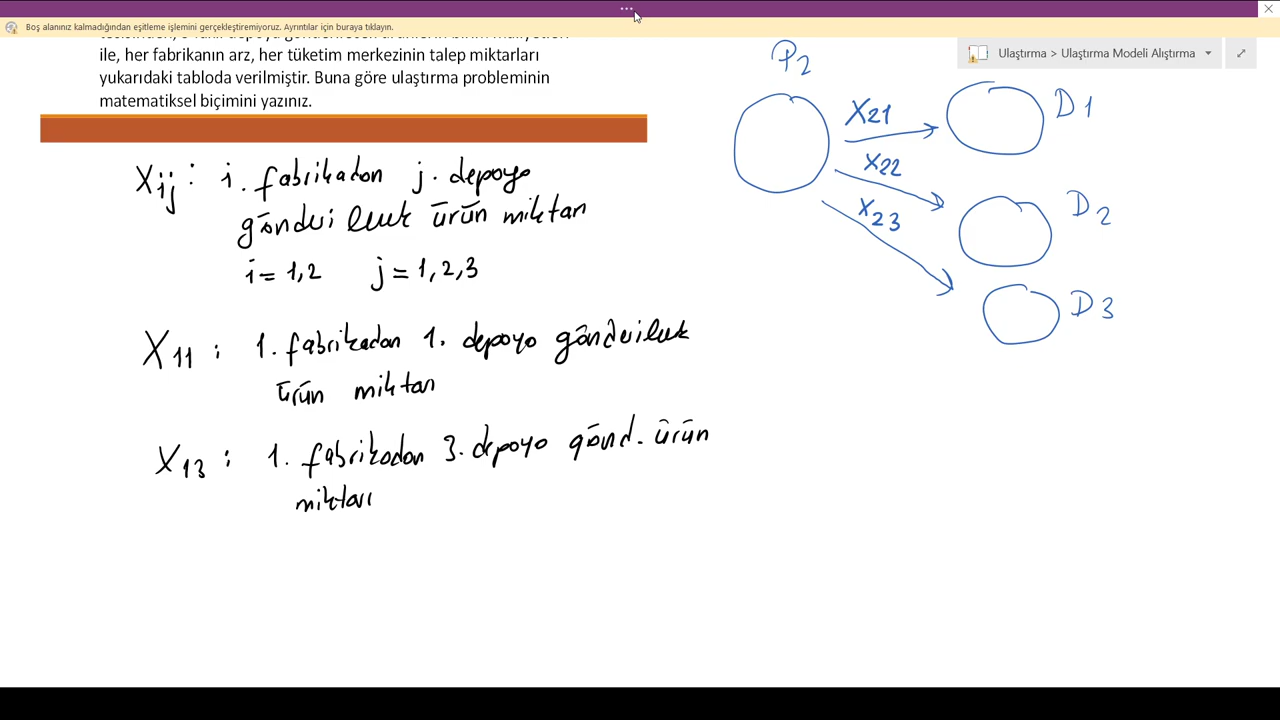 ...
Boş alanınız kalmadığından eşitleme işlemini gerçekleştiremiyoruz. Ayrıntılar için buraya tıklayın.
ile, her fabrikanın arz, her tüketim merkezinin talep miktarları
yukarıdaki tabloda verilmiştir. Buna göre ulaştırma probleminin
matematiksel biçimini yazınız.
Ulaştırma > Ulaştırma Modeli Alıştırma
P2
X21
D1
X22
D2
X23
D3
Xij : i. fabrikadan j. depoya
gönderilecek ürün miktarı
i = 1,2 j = 1,2,3
X11 : 1. fabrikadan 1. depoya gönderilecek
ürün miktarı
X13 : 1. fabrikadan 3. depoya gönd. ürün
miktarı